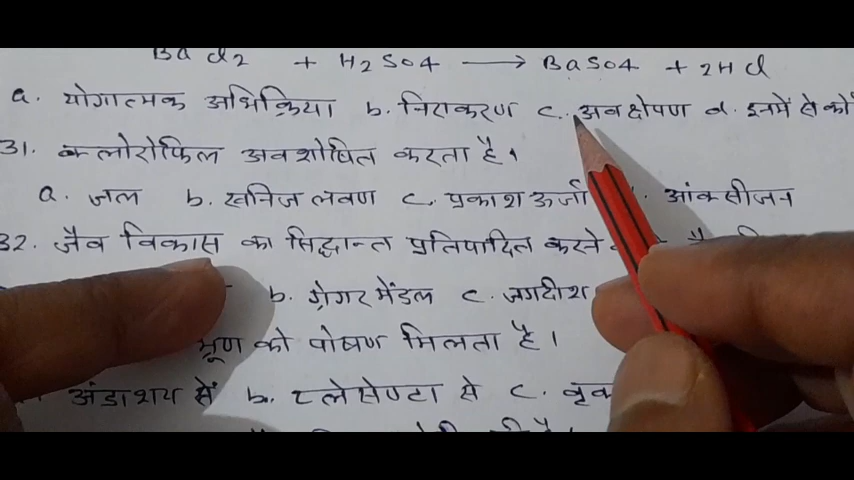 BaCl2 + H2SO4 → BaSO4 + 2HCl
a. योगात्मक अभिक्रिया b. निराकरण c. अवक्षेपण d. इनमें से
31. क्लोरोफिल अवशोषित करता है।
a. जल b. खनिज लवण c. प्रकाश ऊर्जा आंक्सीजन
32. जैव विकास का सिद्धान्त प्रतिपादित करने
b. ग्रेगर मेंडल c. जगदीश
भ्रूण को पोषण मिलता है।
अंडाशय से b. प्लेसेण्टा से c.